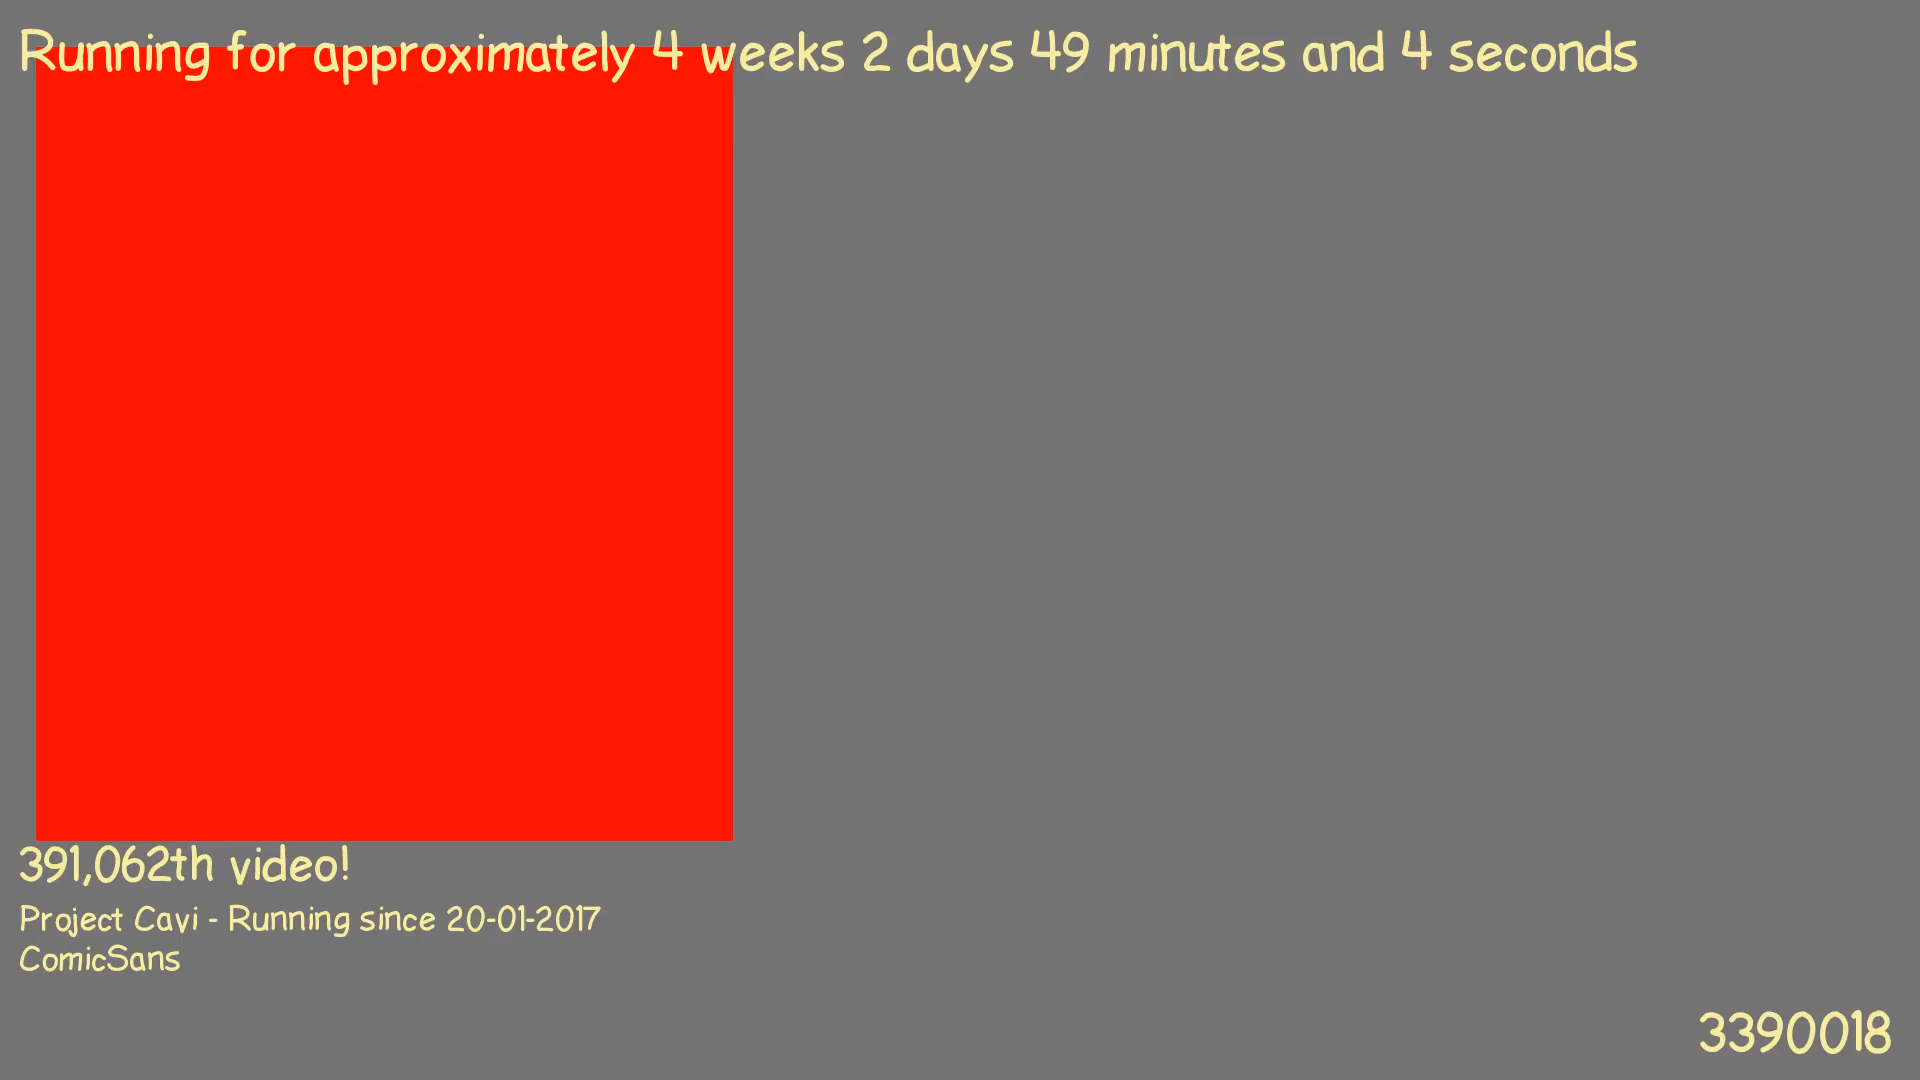 Running for approximately 4 weeks 2 days 49 minutes and 4 seconds
391,062th video!
Project Cavi - Running since 20-01-2017
ComicSans
3390018